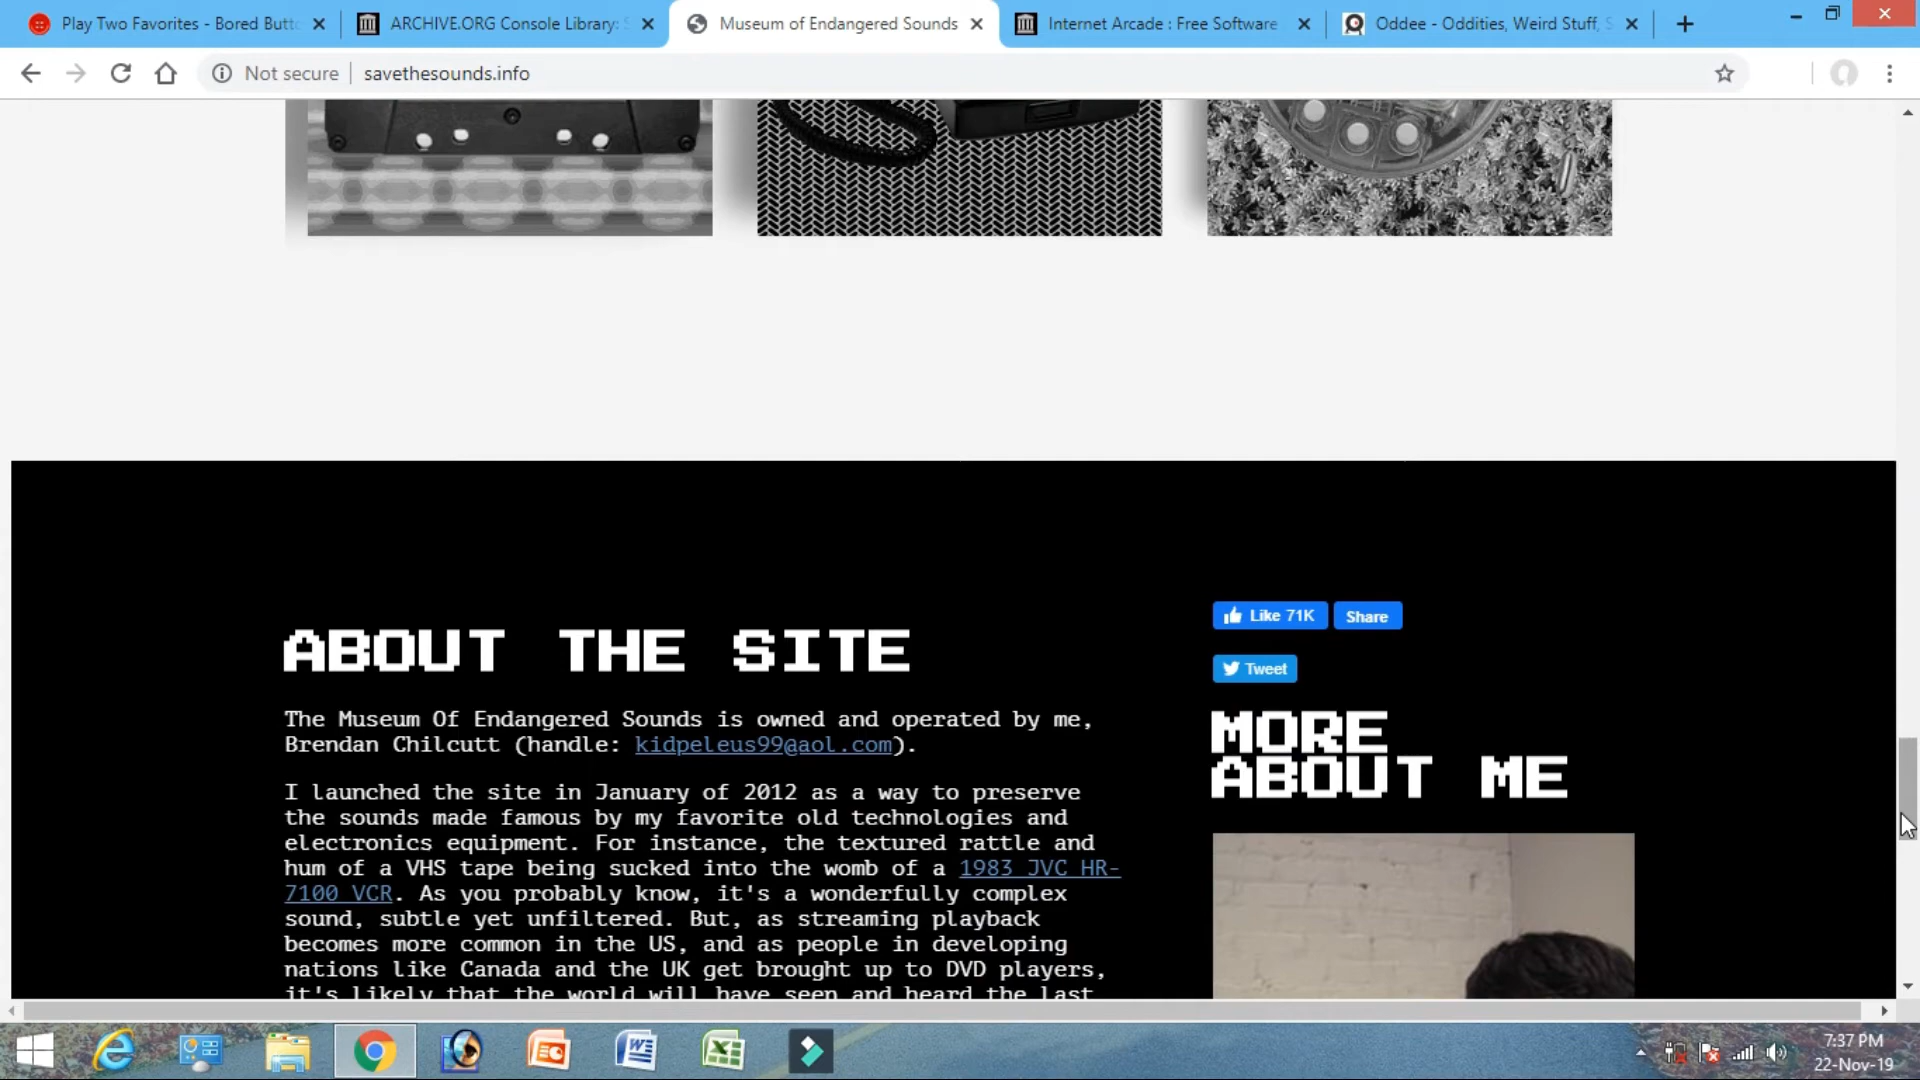 Play Two Favorites - Bored Butto
ARCHIVE.ORG Console Library: S
Museum of Endangered Sounds
Internet Arcade : Free Software
Oddee - Oddities, Weird Stuff, S
Not secure
savethesounds.info
ABOUT THE SITE
The Museum Of Endangered Sounds is owned and operated by me,
Brendan Chilcutt (handle: kidpeleus99@aol.com).
I launched the site in January of 2012 as a way to preserve
the sounds made famous by my favorite old technologies and
electronics equipment. For instance, the textured rattle and
hum of a VHS tape being sucked into the womb of a 1983 JVC HR-
7100 VCR. As you probably know, it's a wonderfully complex
sound, subtle yet unfiltered. But, as streaming playback
becomes more common in the US, and as people in developing
nations like Canada and the UK get brought up to DVD players,
it's likely that the world will have seen and heard the last
Like 71K
Share
Tweet
MORE
ABOUT ME
7:37 PM
22-Nov-19